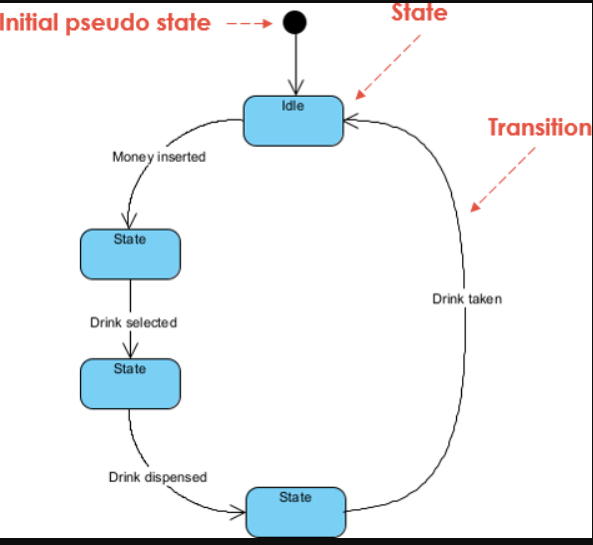 Initial pseudo state
State
Idle
Transition
Money inserted
State
Drink selected
Drink taken
State
Drink dispensed
State